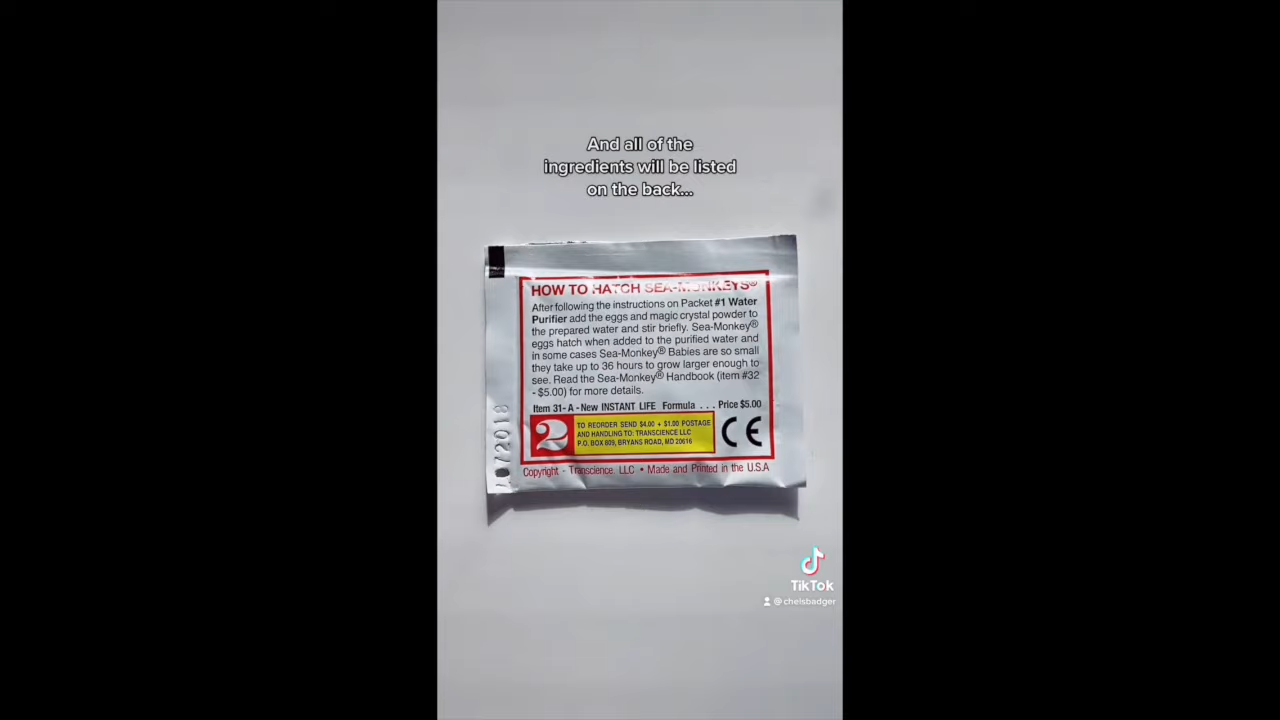 And all of the
ingredients will be listed
on the back...
HOW TO HATCH SEA-MONKEYS®
After following the instructions on Packet #1 Water
Purifier add the eggs and magic crystal powder to
the prepared water and stir briefly. Sea-Monkey®
eggs hatch when added to the purified water and
in some cases Sea-Monkey® Babies are so small
they take up to 36 hours to grow larger enough to
see. Read the Sea-Monkey® Handbook (item #32
- $5.00) for more details.
Item 31-A - New INSTANT LIFE Formula . . . Price $5.00
2
TO REORDER SEND $4.00 + $1.00 POSTAGE
AND HANDLING TO: TRANSCIENCE LLC
P.O. BOX 809, BRYANS ROAD, MD 20616
CE
Copyright - Transcience LLC • Made and Printed in the U.S.A
TikTok
@chelsbadger